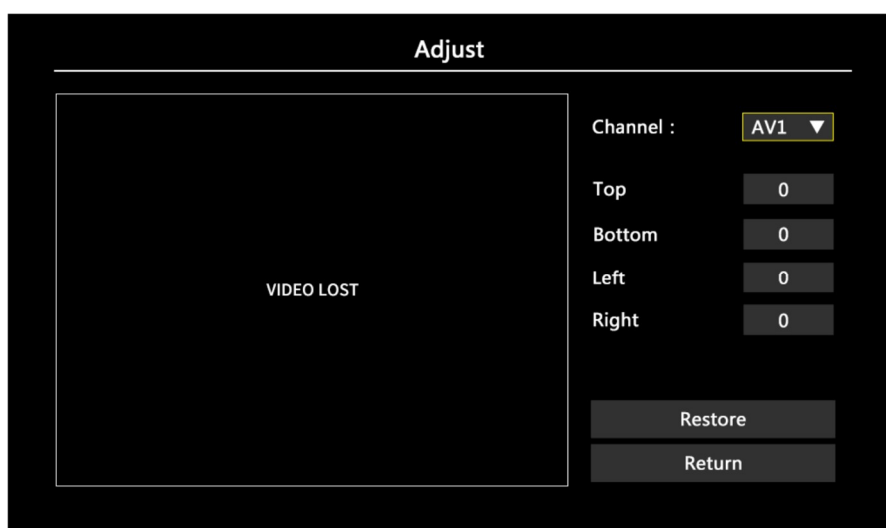 Adjust
Channel : AV1 ▼
Top 0
Bottom 0
Left 0
Right 0
VIDEO LOST
Restore
Return